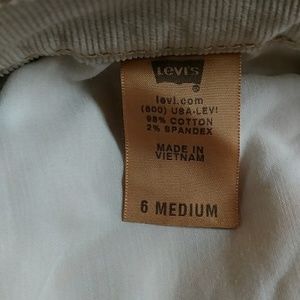 Levi's
levi.com
(800) USA-LEVI
98% COTTON
2% SPANDEX
MADE IN
VIETNAM
6 MEDIUM